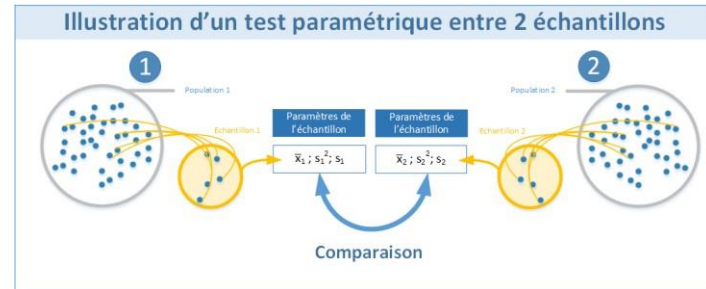 Illustration d’un test paramétrique entre 2 échantillons
1
2
Population 1
Population 2
Echantillon 1
Paramètres de
l’échantillon
Paramètres de
l’échantillon
Echantillon 2
x̅₁ ; s₁²; s₁
x̅₂ ; s₂²; s₂
Comparaison